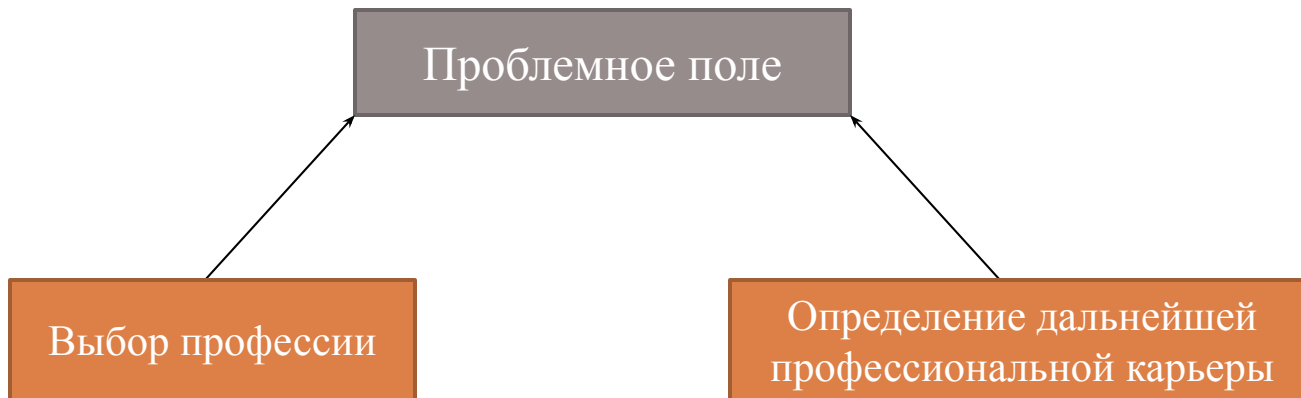 Проблемное поле
Выбор профессии
Определение дальнейшей
профессиональной карьеры